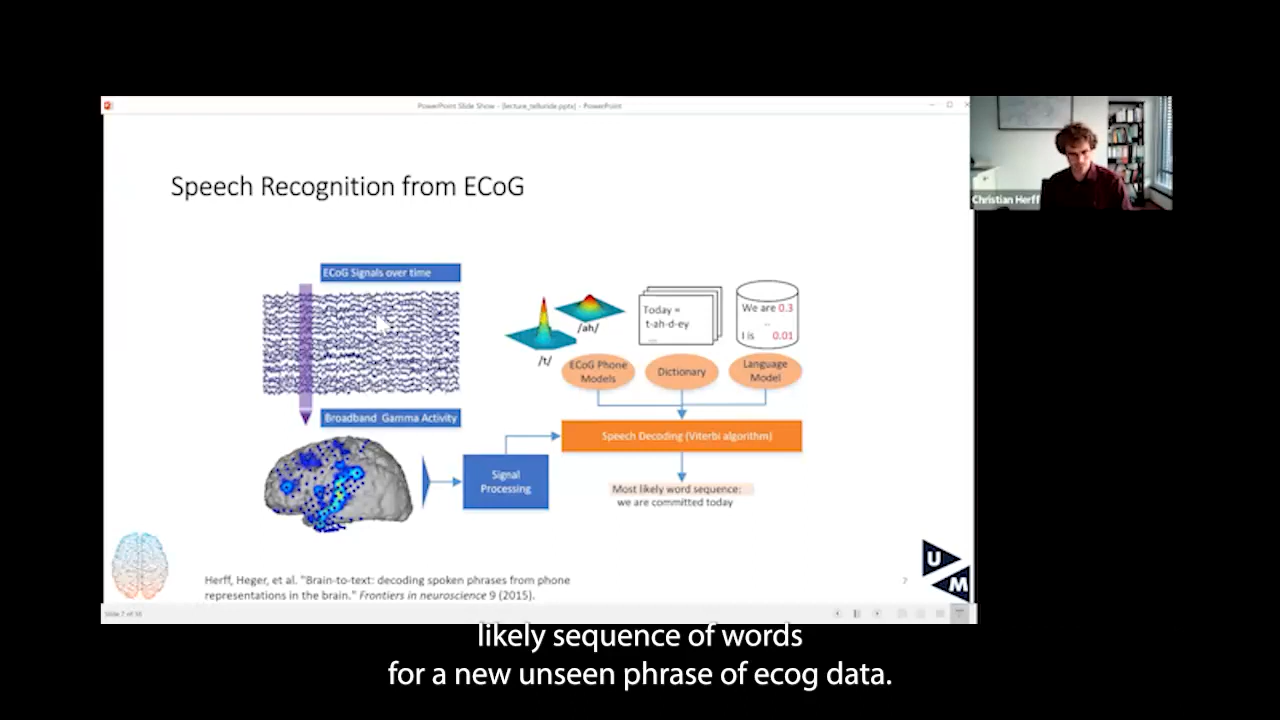 PowerPoint Slide Show - [lecture_telluride.pptx] - PowerPoint
Christian Herff
Speech Recognition from ECoG
ECoG Signals over time
/ah/
/t/
Today =
t-ah-d-ey
...
We are 0.3
..
I is 0.01
ECoG Phone
Models
Dictionary
Language
Model
Broadband Gamma Activity
Speech Decoding (Viterbi algorithm)
Signal
Processing
Most likely word sequence:
we are committed today
Herff, Heger, et al. "Brain-to-text: decoding spoken phrases from phone
representations in the brain." Frontiers in neuroscience 9 (2015).
7
U
M
likely sequence of words
for a new unseen phrase of ecog data.